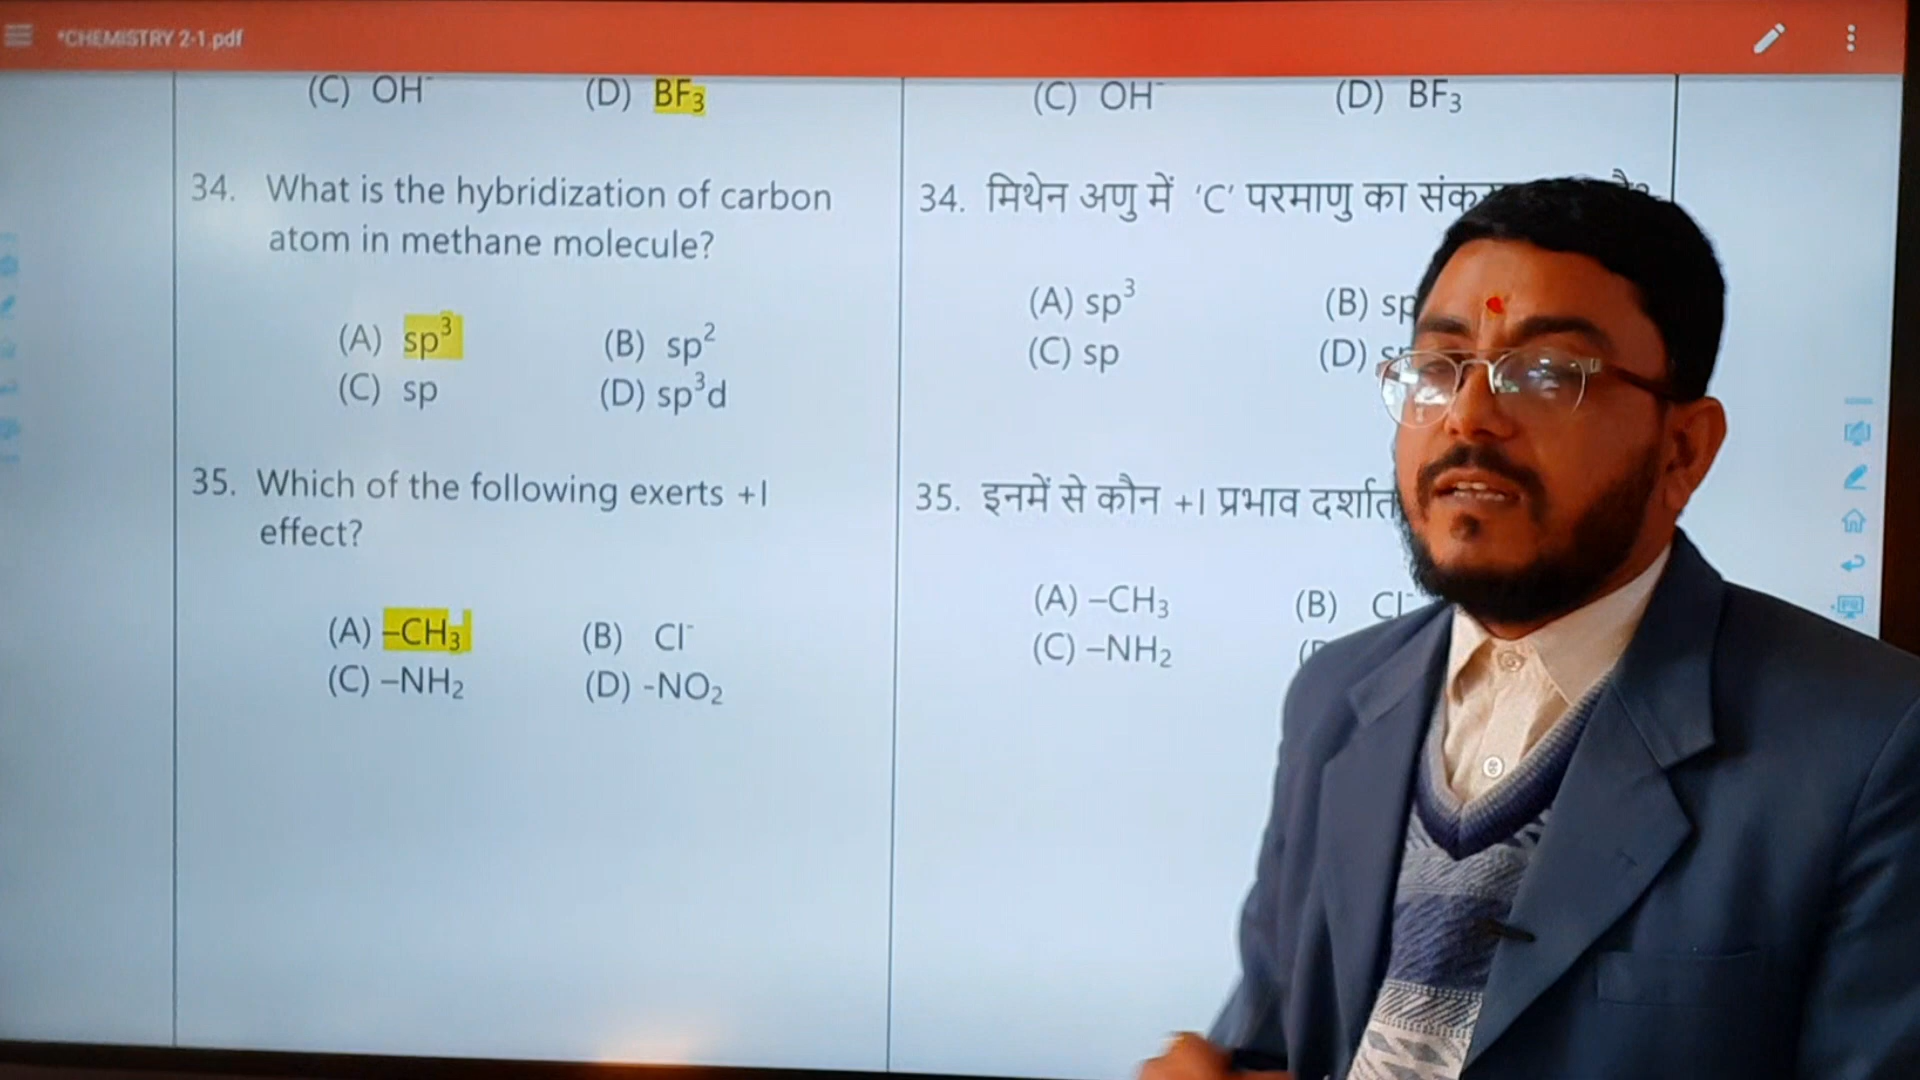 *CHEMISTRY 2-1.pdf
(C) OH⁻ (D) BF₃
34. What is the hybridization of carbon
atom in methane molecule?
(A) sp³ (B) sp²
(C) sp (D) sp³d
35. Which of the following exerts +I
effect?
(A) –CH₃ (B) Cl⁻
(C) –NH₂ (D) -NO₂
(C) OH⁻ (D) BF₃
34. मिथेन अणु में ‘C’ परमाणु का
(A) sp³ (B)
(C) sp (D)
35. इनमें से कौन +I प्रभाव
(A) –CH₃ (B) Cl⁻
(C) –NH₂